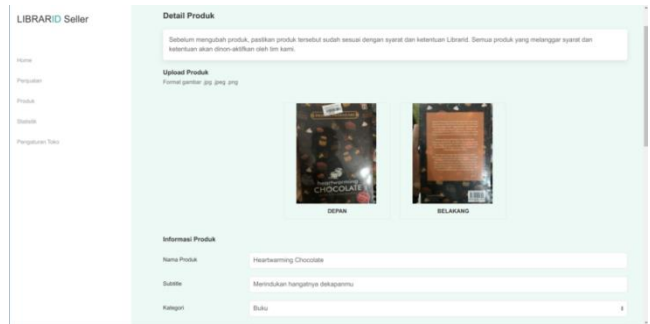 LIBRARID Seller
Home
Penjualan
Produk
Statistik
Pengaturan Toko
Detail Produk
Sebelum mengubah produk, pastikan produk tersebut sudah sesuai dengan syarat dan ketentuan Librarid. Semua produk yang melanggar syarat dan
ketentuan akan dinon-aktifkan oleh tim kami.
Upload Produk
Format gambar .jpg .jpeg .png
Heartwarming
CHOCOLATE
DEPAN
BELAKANG
Informasi Produk
Nama Produk
Heartwarming Chocolate
Subtitle
Merindukan hangatnya dekapanmu
Kategori
Buku